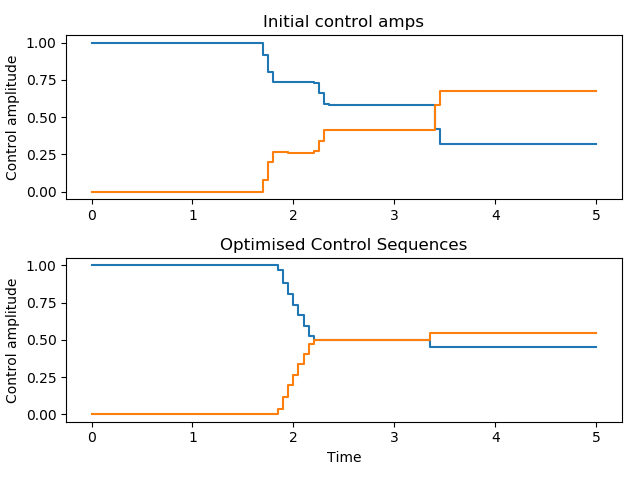 Initial control amps
Control amplitude
1.00
0.75
0.50
0.25
0.00
0 1 2 3 4 5
Optimised Control Sequences
Control amplitude
1.00
0.75
0.50
0.25
0.00
0 1 2 3 4 5
Time